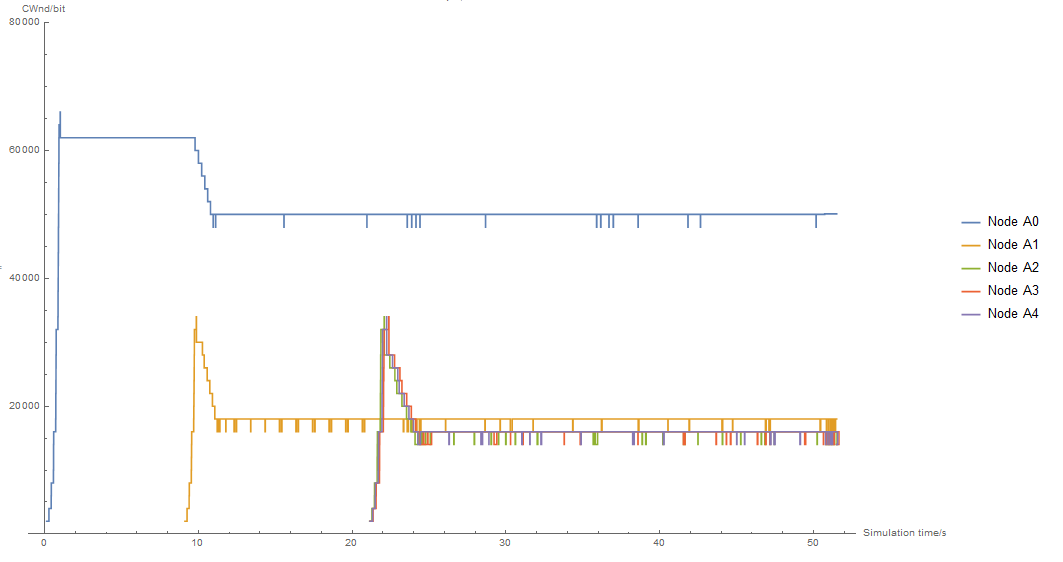 CWnd/bit
80000
60000
40000
20000
0
10
20
30
40
50
Simulation time/s
Node A0
Node A1
Node A2
Node A3
Node A4